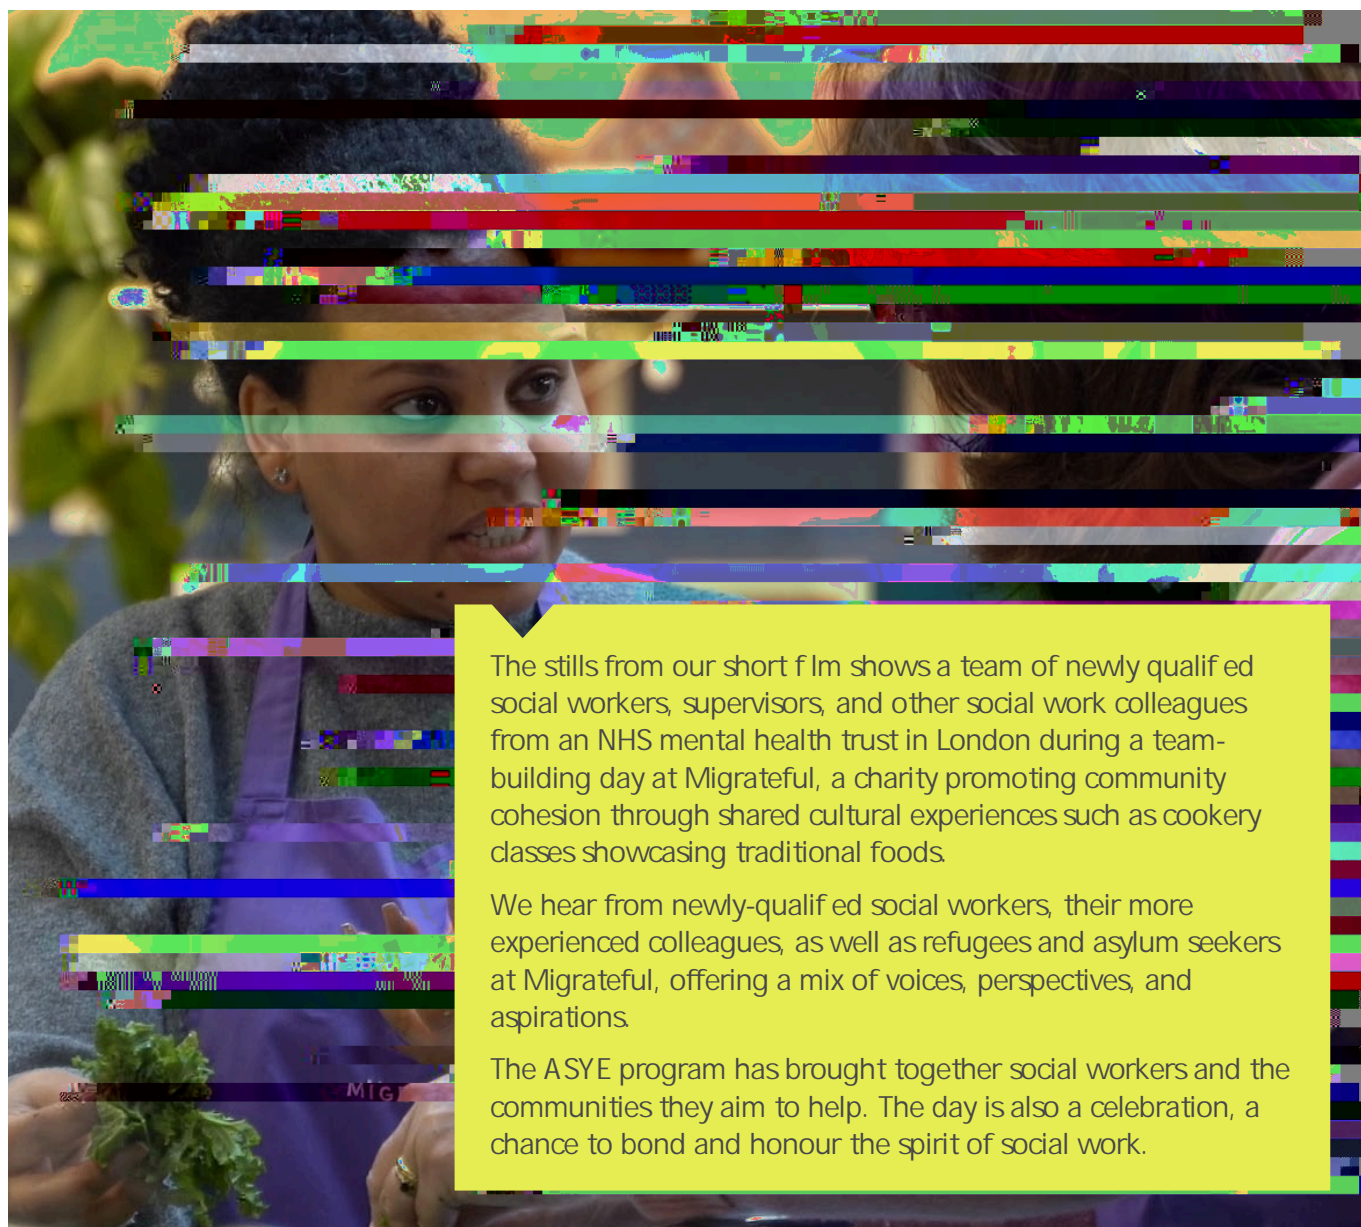 The stills from our short f lm shows a team of newly qualif ed
social workers, supervisors, and other social work colleagues
from an NHS mental health trust in London during a team-
building day at Migrateful, a charity promoting community
cohesion through shared cultural experiences such as cookery
classes showcasing traditional foods.
We hear from newly-qualif ed social workers, their more
experienced colleagues, as well as refugees and asylum seekers
at Migrateful, offering a mix of voices, perspectives, and
aspirations.
The ASYE program has brought together social workers and the
communities they aim to help. The day is also a celebration, a
chance to bond and honour the spirit of social work.
MIG